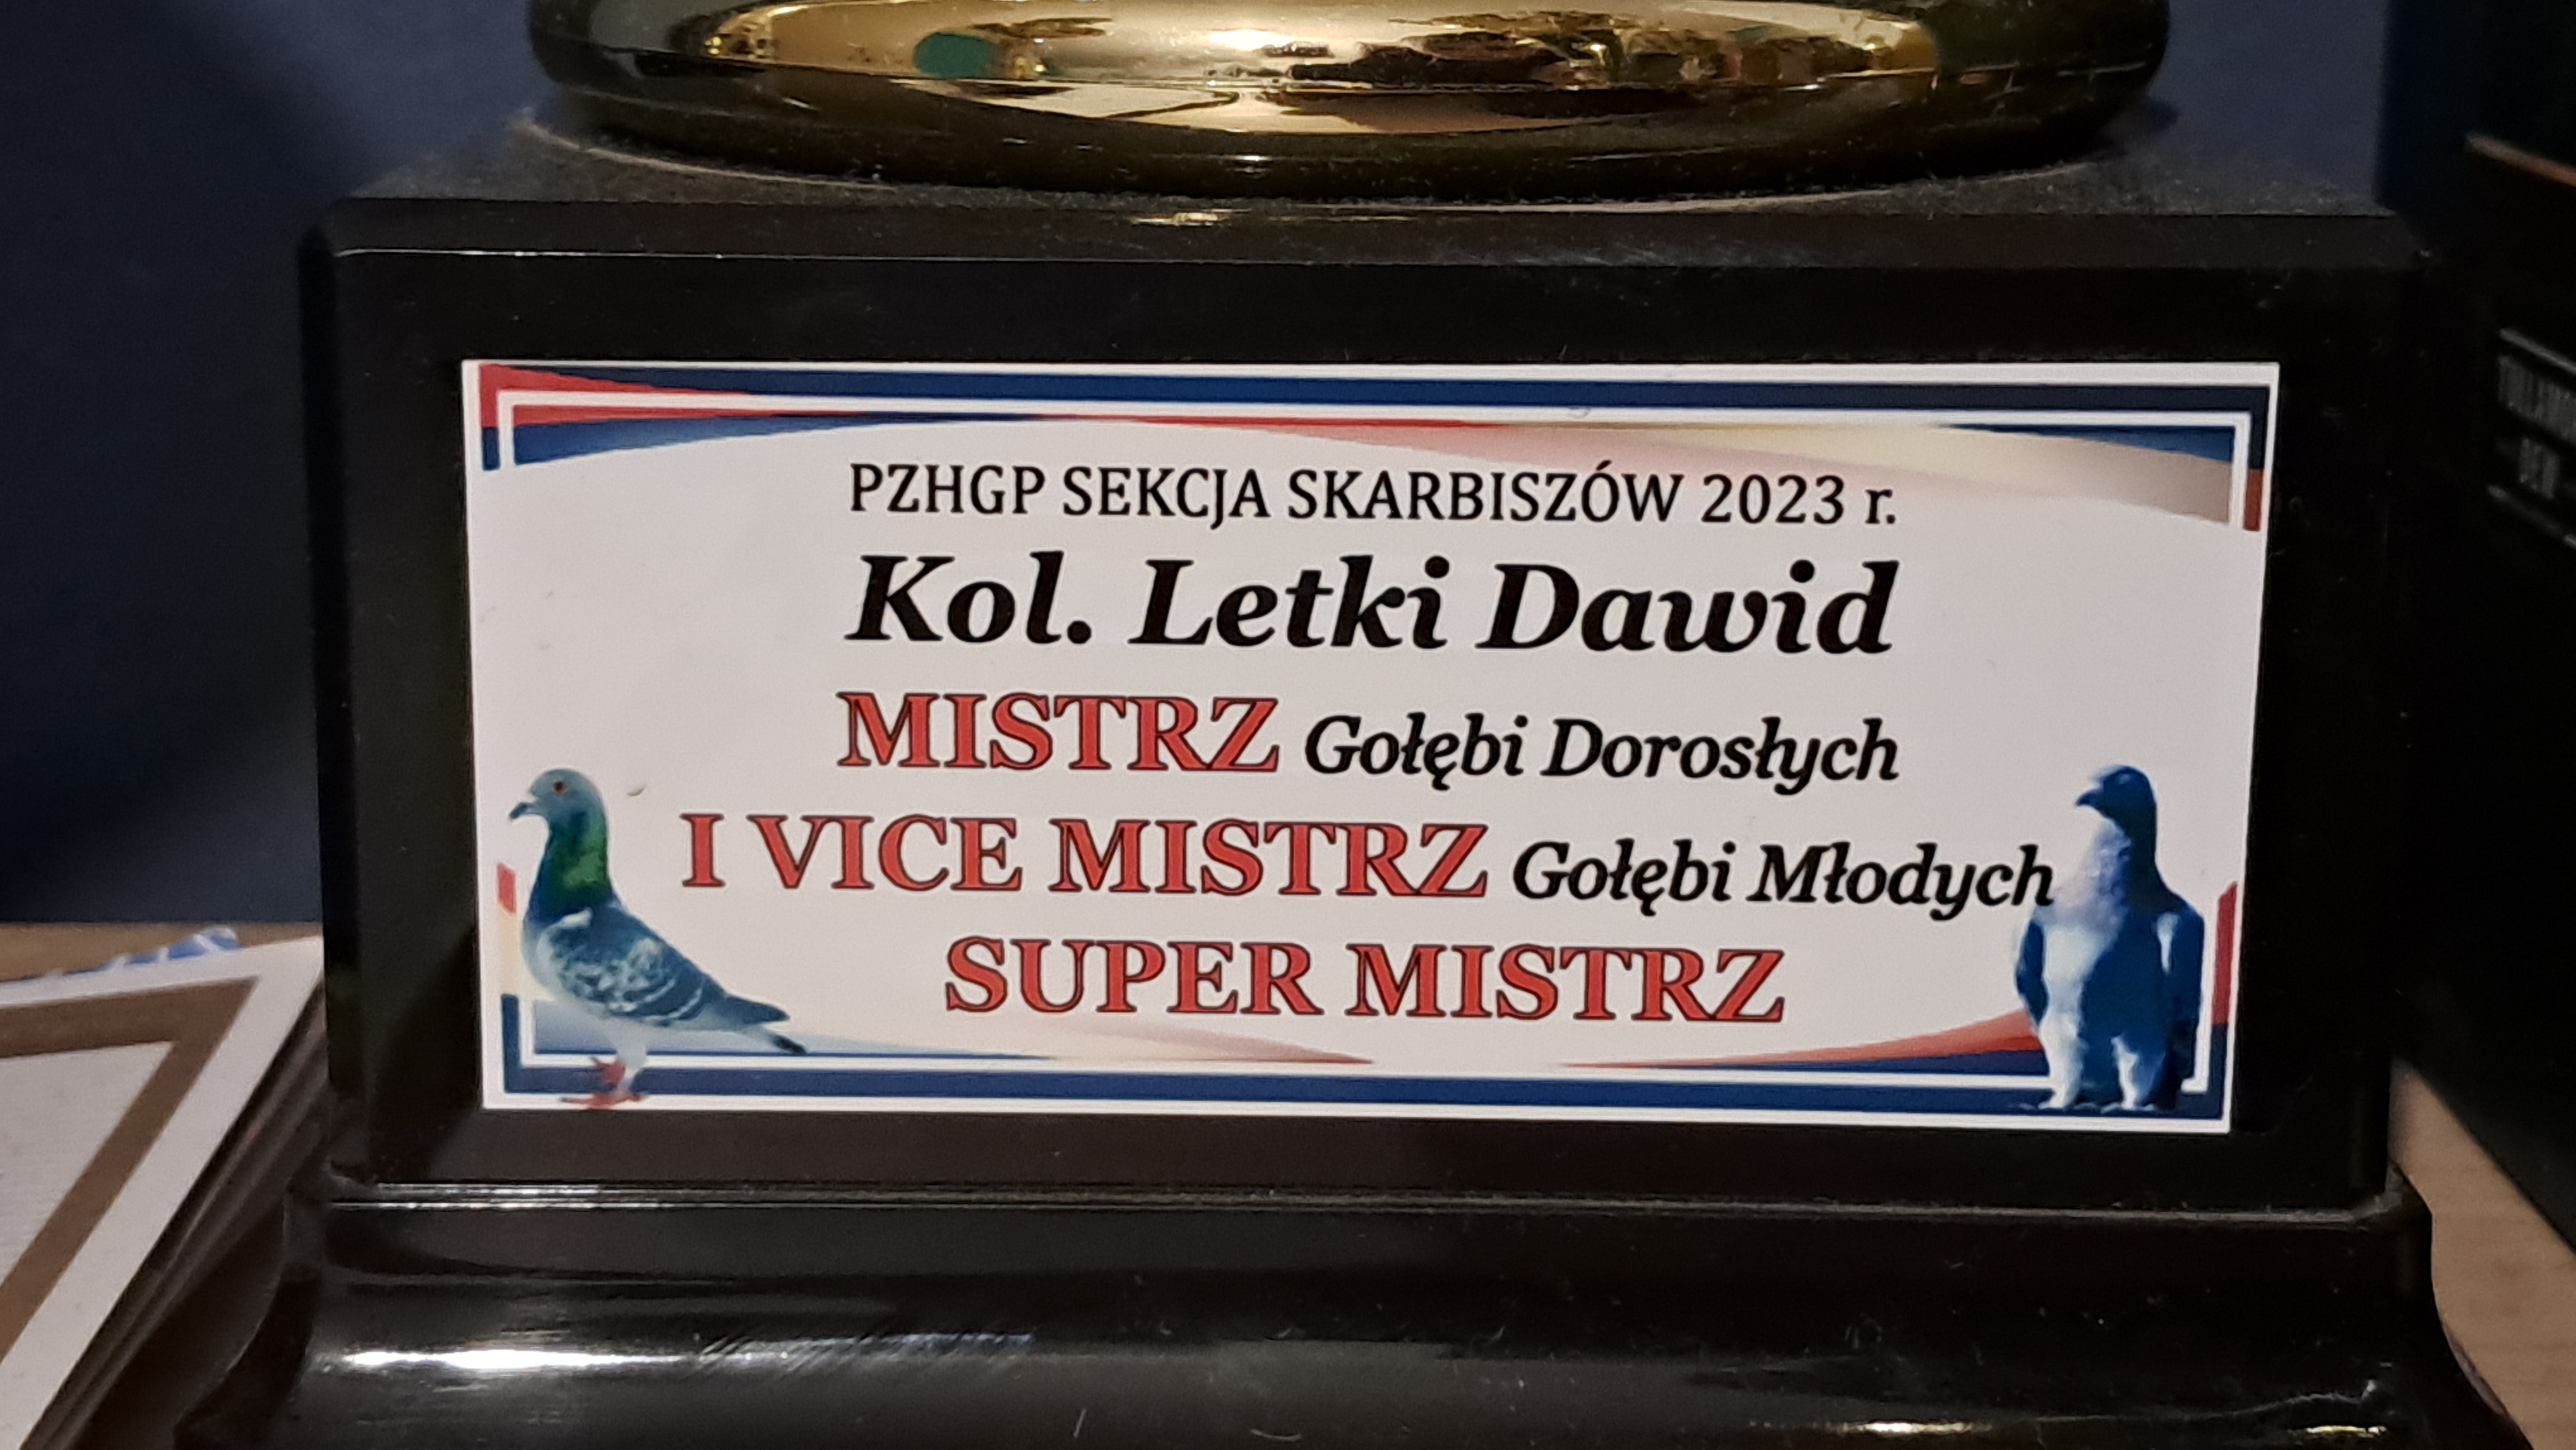 PZHGP SEKCJA SKARBISZÓW 2023 r.
Kol. Letki Dawid
MISTRZ Gołębi Dorosłych
I VICE MISTRZ Gołębi Młodych
SUPER MISTRZ